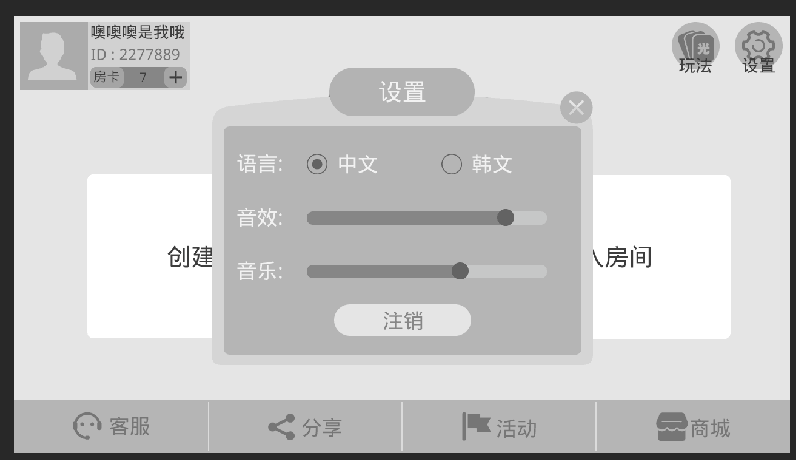 噢噢噢是我哦
ID : 2277889
房卡 7 +
光
玩法
设置
设置
语言: 中文 韩文
音效:
音乐:
注销
创建
入房间
客服
分享
活动
商城